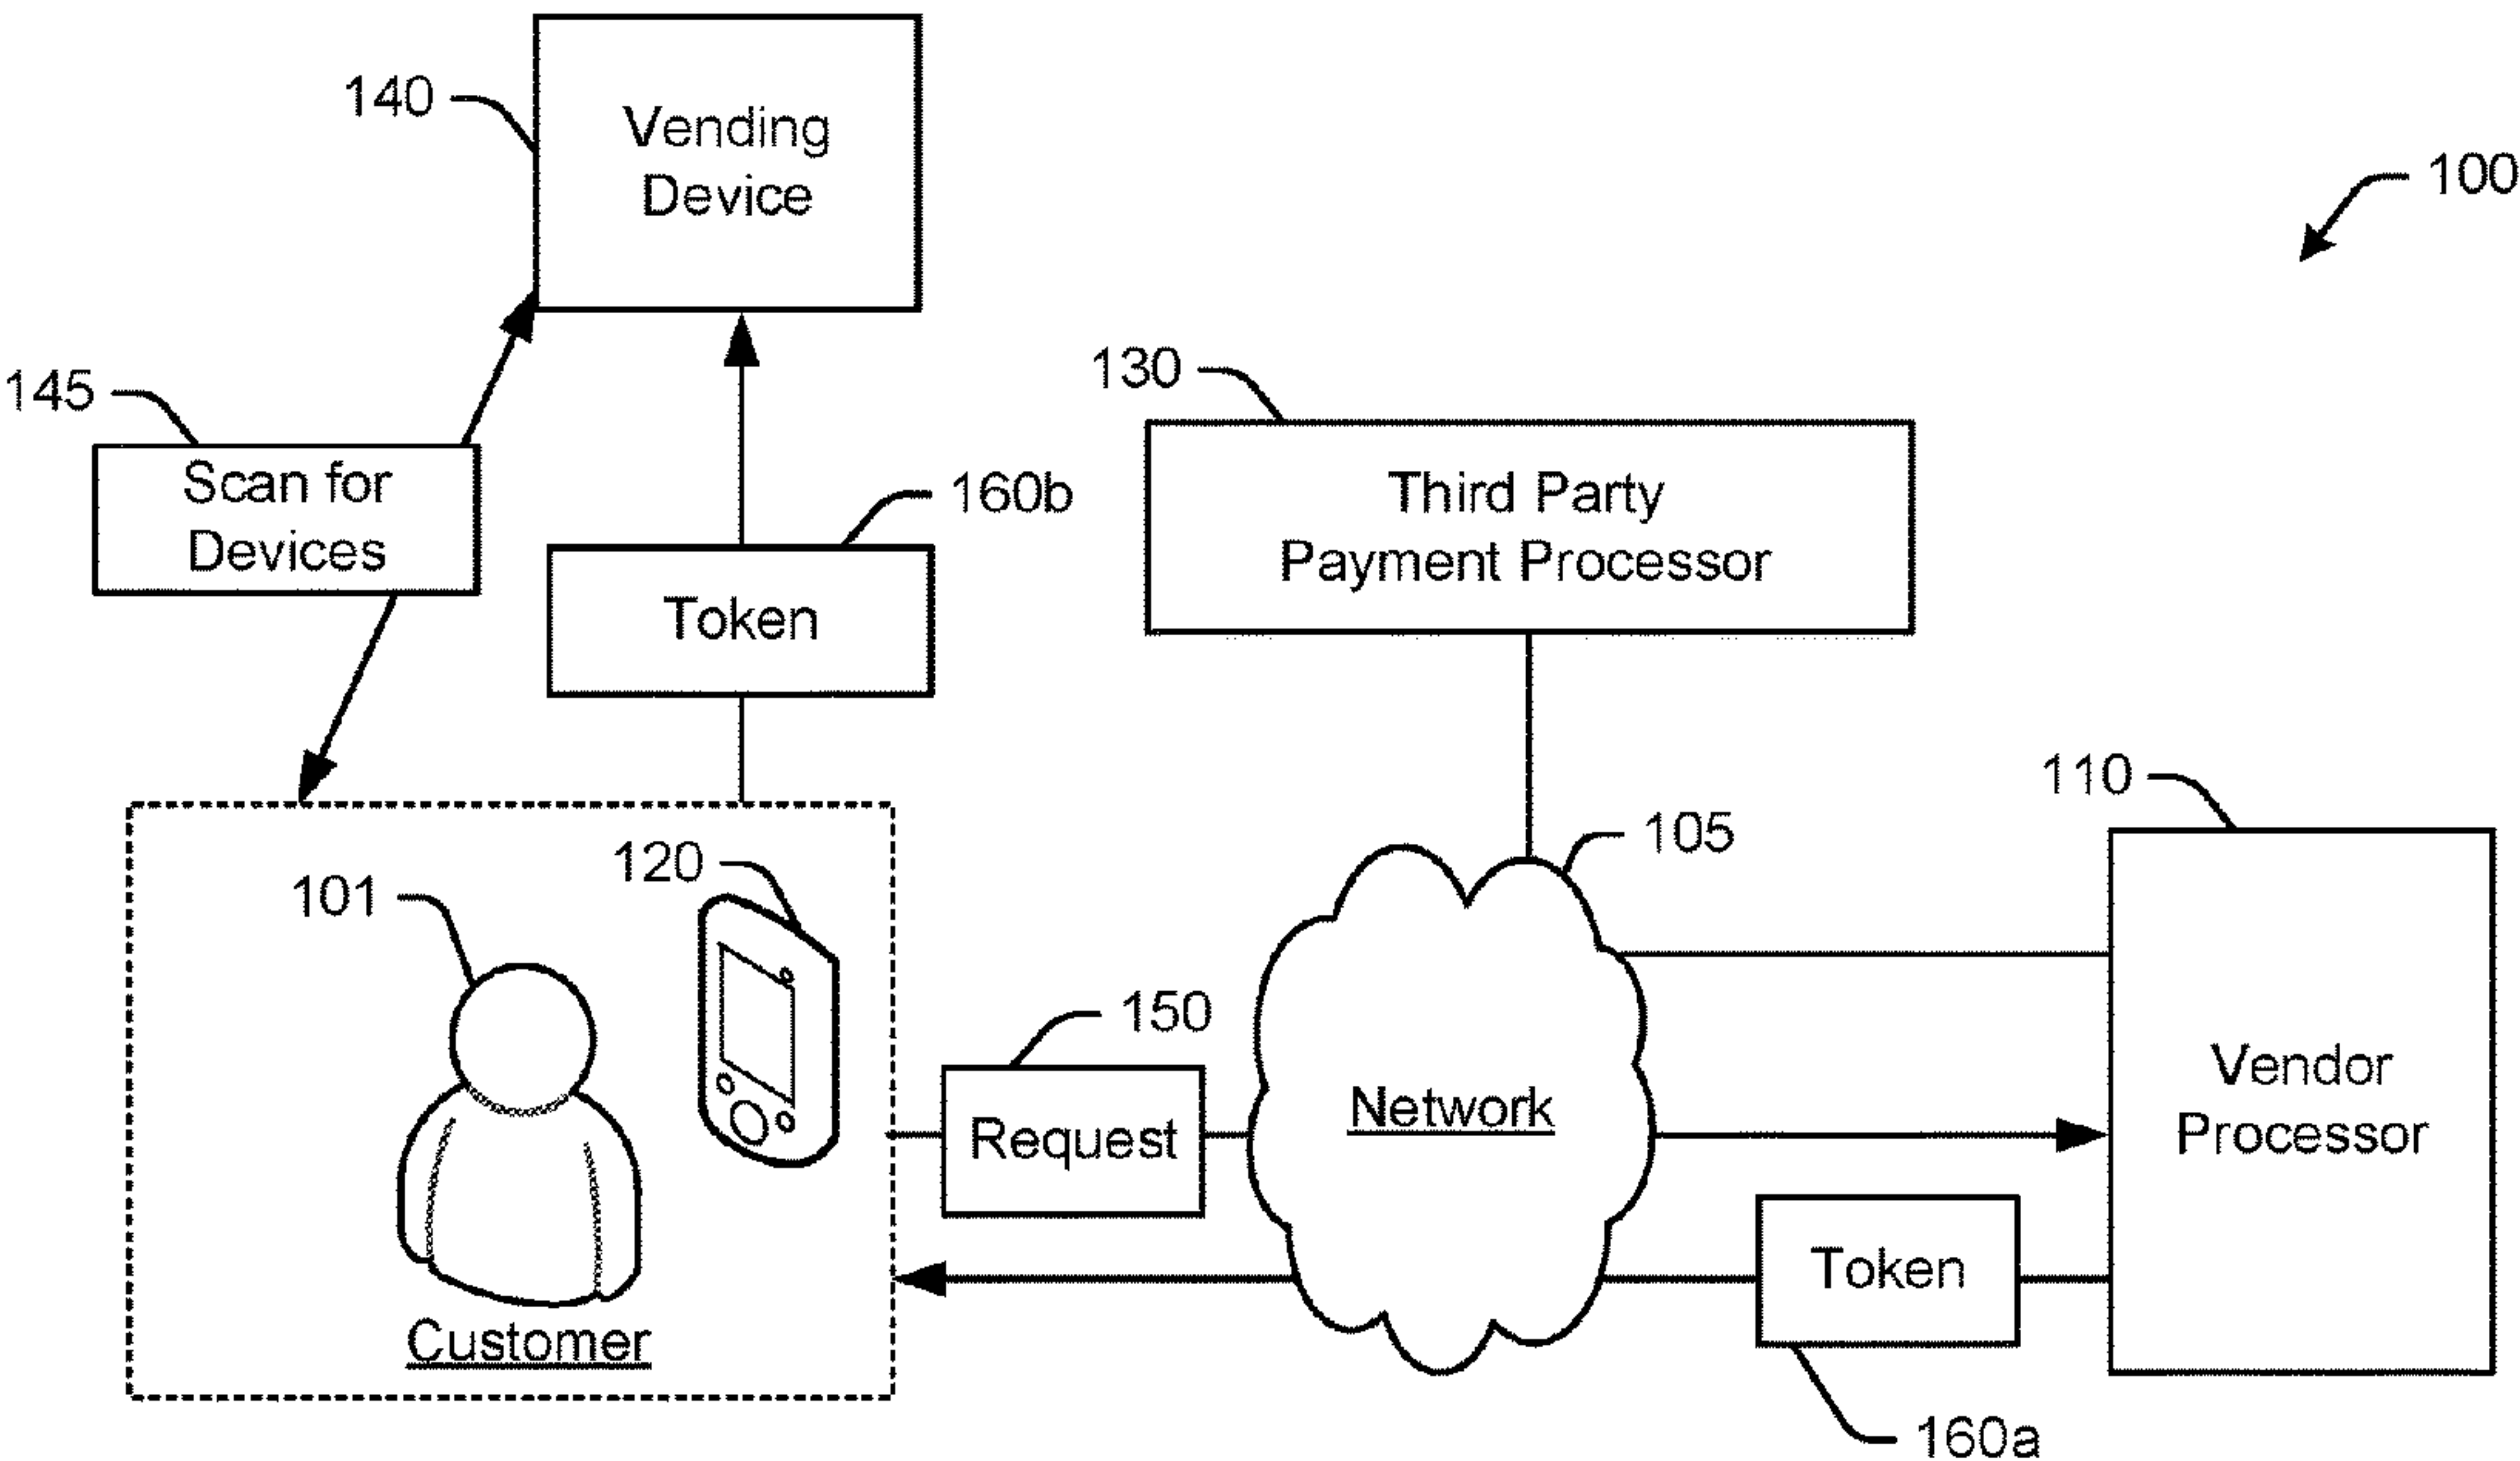 140
Vending
Device
100
145
Scan for
Devices
160b
Token
130
Third Party
Payment Processor
110
105
120
101
150
Request
Network
Vendor
Processor
Token
Customer
160a